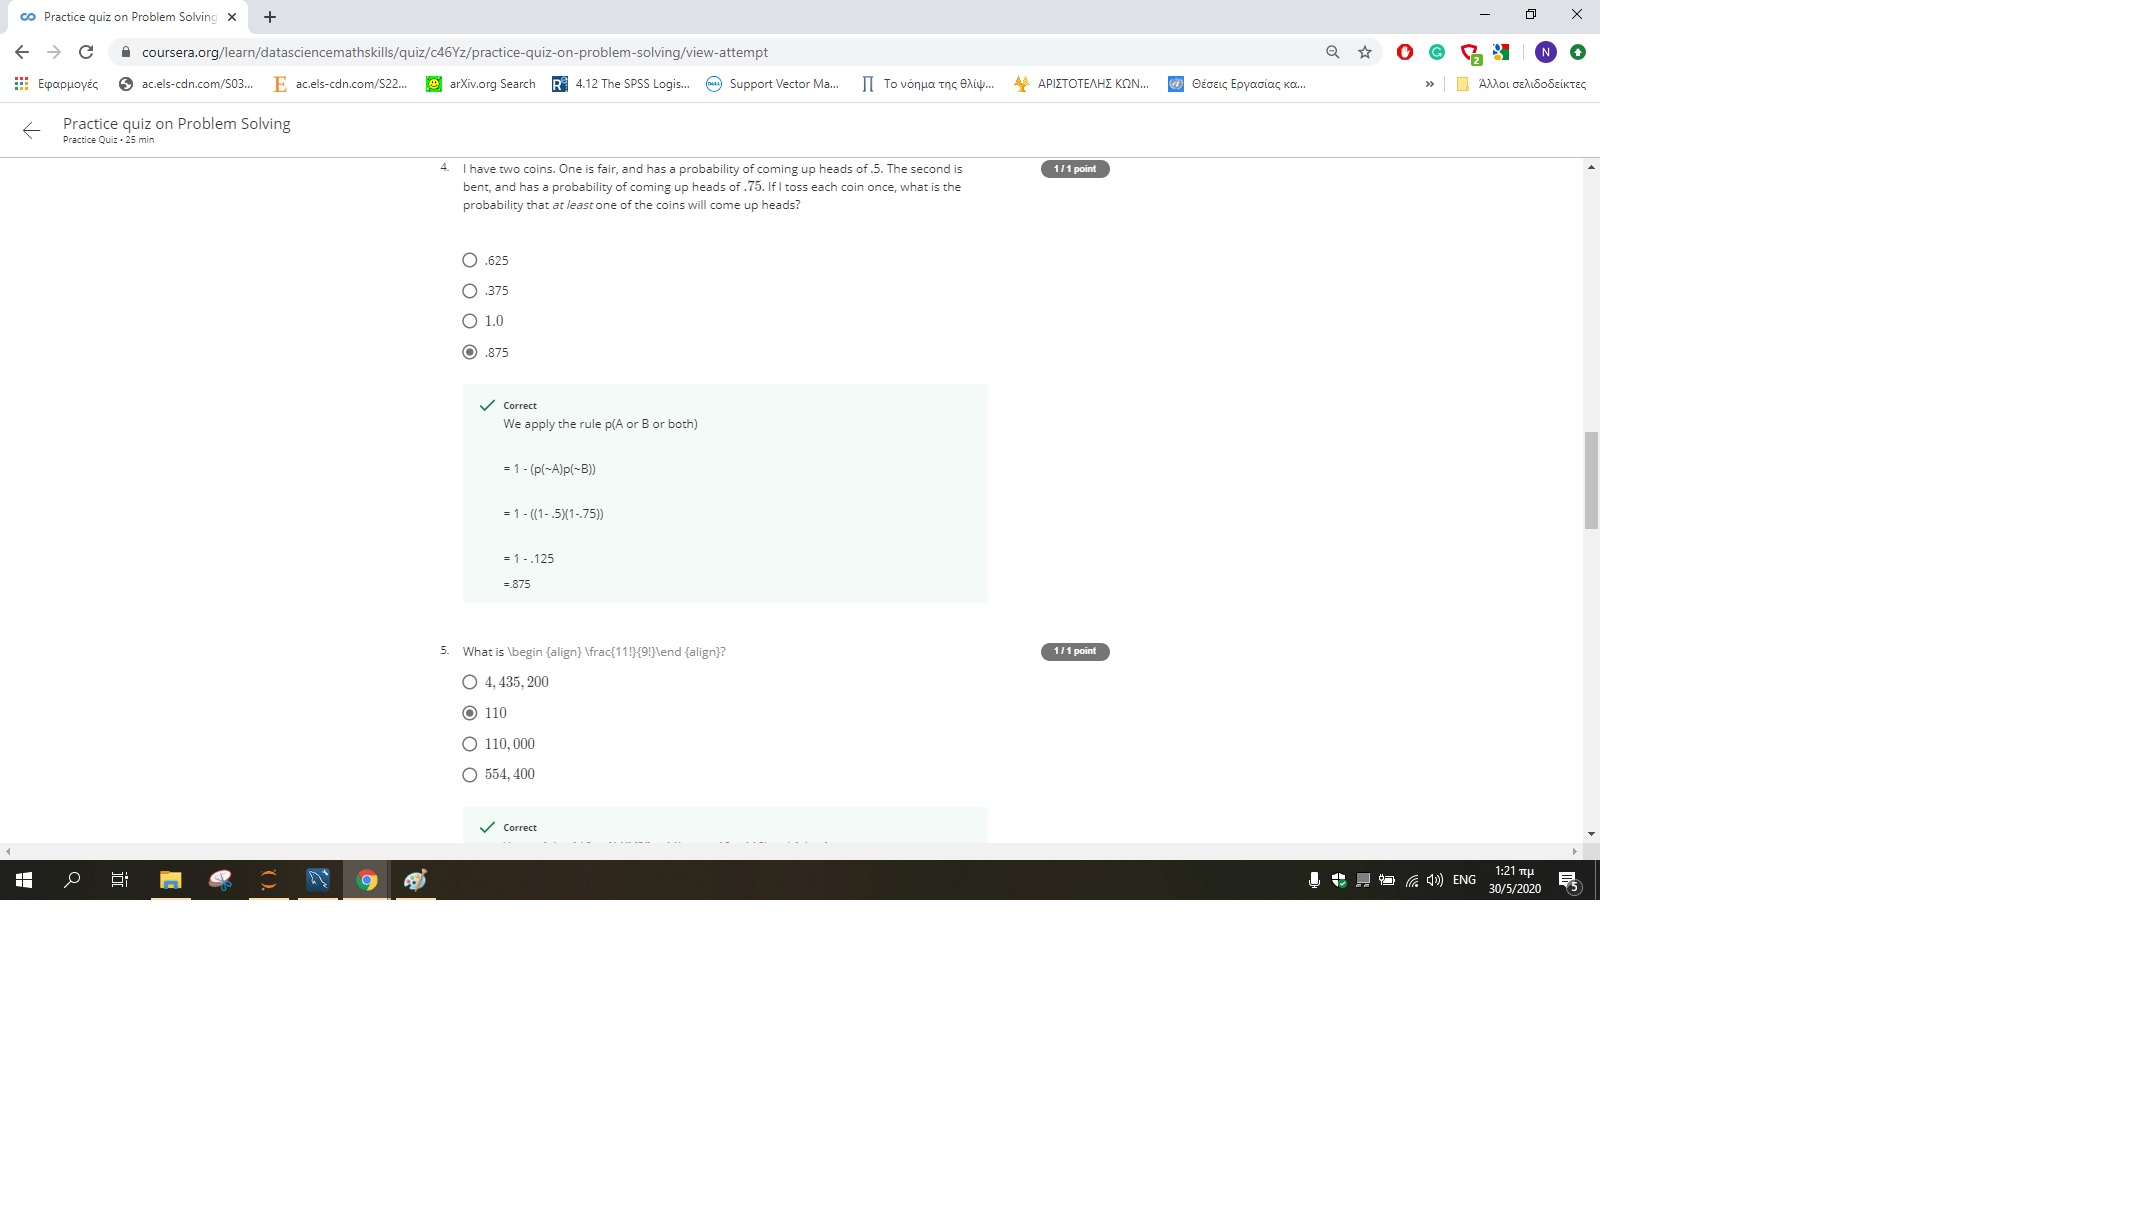 Practice quiz on Problem Solving
coursera.org/learn/datasciencemathskills/quiz/c46Yz/practice-quiz-on-problem-solving/view-attempt
Εφαρμογές ac.els-cdn.com/S03... ac.els-cdn.com/S22... arXiv.org Search 4.12 The SPSS Logis... Support Vector Ma... Το νόημα της θλίψ... ΑΡΙΣΤΟΤΕΛΗΣ ΚΩΝ... Θέσεις Εργασίας κα... » Άλλοι σελιδοδείκτες
Practice quiz on Problem Solving
Practice Quiz • 25 min
4. I have two coins. One is fair, and has a probability of coming up heads of .5. The second is
bent, and has a probability of coming up heads of .75. If I toss each coin once, what is the
probability that at least one of the coins will come up heads?
1 / 1 point
.625
.375
1.0
.875
Correct
We apply the rule p(A or B or both)
= 1 - (p(~A)p(~B))
= 1 - ((1- .5)(1-.75))
= 1 - .125
=.875
5. What is \begin {align} \frac{11!}{9!}\end {align}?
1 / 1 point
4, 435, 200
110
110, 000
554, 400
Correct
ENG
1:21 πμ
30/5/2020
5
N
2